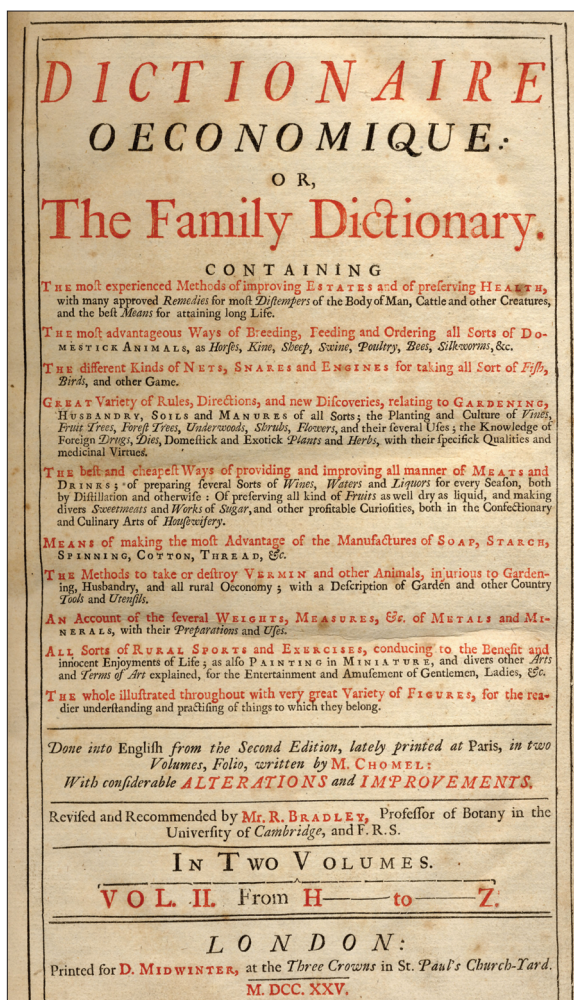 DICTIONAIRE
OECONOMIQUE:
OR,
The Family Dictionary.
CONTAINING
THE moſt experienced Methods of improving ESTATES and of preſerving HEALTH,
with many approved Remedies for moſt Diſtempers of the Body of Man, Cattle and other Creatures,
and the beſt Means for attaining long Life.
THE moſt advantageous Ways of Breeding, Feeding and Ordering all Sorts of DO-
MESTICK ANIMALS, as Horſes, Kine, Sheep, Swine, Poultry, Bees, Silkworms, &c.
THE different Kinds of NETS, SNARES and ENGINES for taking all Sort of Fiſh,
Birds, and other Game.
GREAT Variety of Rules, Directions, and new Diſcoveries, relating to GARDENING,
HUSBANDRY, SOILS and MANURES of all Sorts; the Planting and Culture of Vines,
Fruit Trees, Foreſt Trees, Underwoods, Shrubs, Flowers, and their ſeveral Uſes; the Knowledge of
Foreign Drugs, Dies, Domeſtick and Exotick Plants and Herbs, with their ſpecifick Qualities and
medicinal Virtues.
THE beſt and cheapeſt Ways of providing and improving all manner of MEATS and
DRINKS; of preparing ſeveral Sorts of Wines, Waters and Liquors for every Seaſon, both
by Diſtillation and otherwiſe: Of preſerving all kind of Fruits as well dry as liquid, and making
divers Sweetmeats and Works of Sugar, and other profitable Curioſities, both in the Confectionary
and Culinary Arts of Houſewifery.
MEANS of making the moſt Advantage of the Manufactures of SOAP, STARCH,
SPINNING, COTTON, THREAD, &c.
THE Methods to take or deſtroy VERMIN and other Animals, injurious to Garden-
ing, Husbandry, and all rural Oeconomy; with a Deſcription of Garden and other Country
Tools and Utenſils.
AN Account of the ſeveral WEIGHTS, MEASURES, &c. of METALS and MI-
NERALS, with their Preparations and Uſes.
ALL Sorts of RURAL SPORTS and EXERCISES, conducing to the Benefit and
innocent Enjoyments of Life; as alſo PAINTING in MINIATURE, and divers other Arts
and Terms of Art explained, for the Entertainment and Amuſement of Gentlemen, Ladies, &c.
THE whole illuſtrated throughout with very great Variety of FIGURES, for the rea-
dier underſtanding and practiſing of things to which they belong.
Done into Engliſh from the Second Edition, lately printed at Paris, in two
Volumes, Folio, written by M. CHOMEL:
With conſiderable ALTERATIONS and IMPROVEMENTS.
Reviſed and Recommended by Mr. R. BRADLEY, Profeſſor of Botany in the
Univerſity of Cambridge, and F. R. S.
IN TWO VOLUMES.
VOL. II. From H——to——Z.
LONDON:
Printed for D. MIDWINTER, at the Three Crowns in St. Paul's Church-Yard.
M. DCC. XXV.